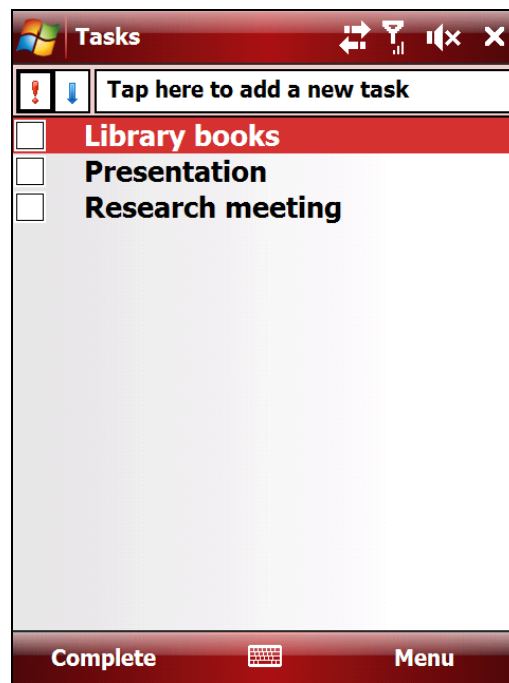 Tasks
Tap here to add a new task
Library books
Presentation
Research meeting
Complete Menu